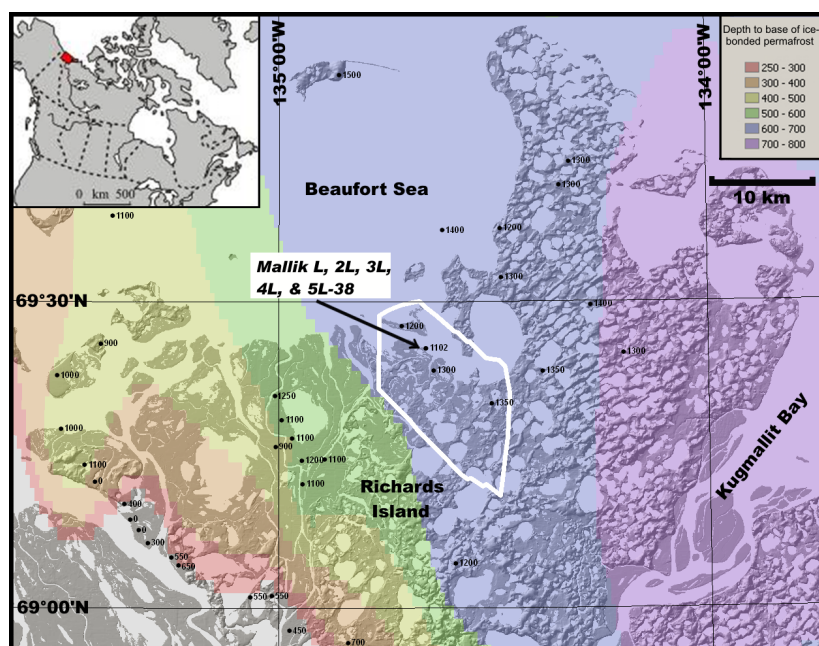 0 km 500
135°00'W
134°00'W
Depth to base of ice-
bonded permafrost
250 - 300
300 - 400
400 - 500
500 - 600
600 - 700
700 - 800
10 km
1500
Beaufort Sea
1300
1300
1100
1400
1200
Mallik L, 2L, 3L,
4L, & 5L-38
1300
69°30'N
1400
1200
900
1102
1300
1000
1300
1350
1250
1350
1100
1000
1100
900
1200
1100
1100
0
1100
Richards
Island
Kugmallit Bay
400
0
0
300
550
650
1200
550
550
69°00'N
450
700